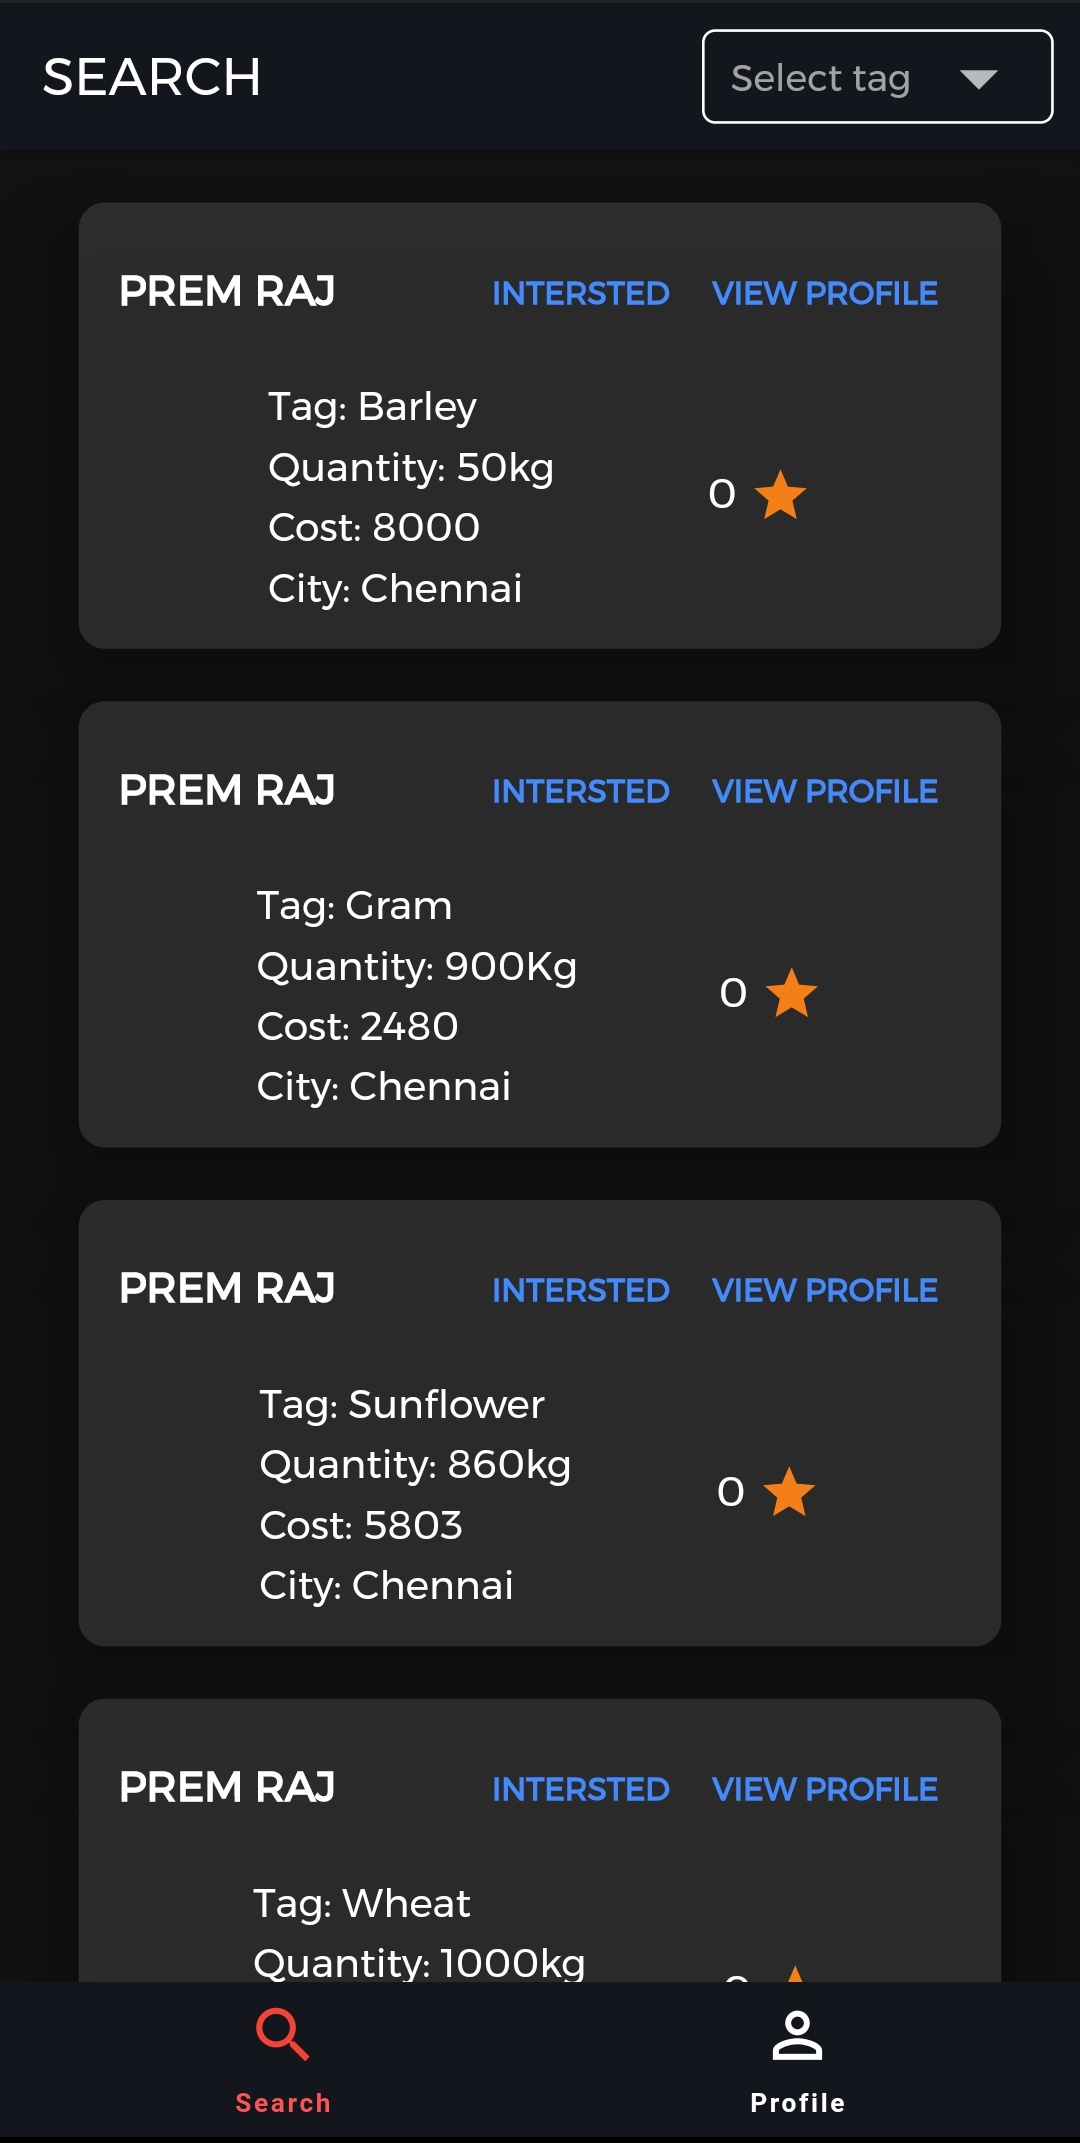 SEARCH
Select tag
PREM RAJ INTERSTED VIEW PROFILE
Tag: Barley
Quantity: 50kg
Cost: 8000
City: Chennai
0
PREM RAJ INTERSTED VIEW PROFILE
Tag: Gram
Quantity: 900Kg
Cost: 2480
City: Chennai
0
PREM RAJ INTERSTED VIEW PROFILE
Tag: Sunflower
Quantity: 860kg
Cost: 5803
City: Chennai
0
PREM RAJ INTERSTED VIEW PROFILE
Tag: Wheat
Quantity: 1000kg
Search Profile